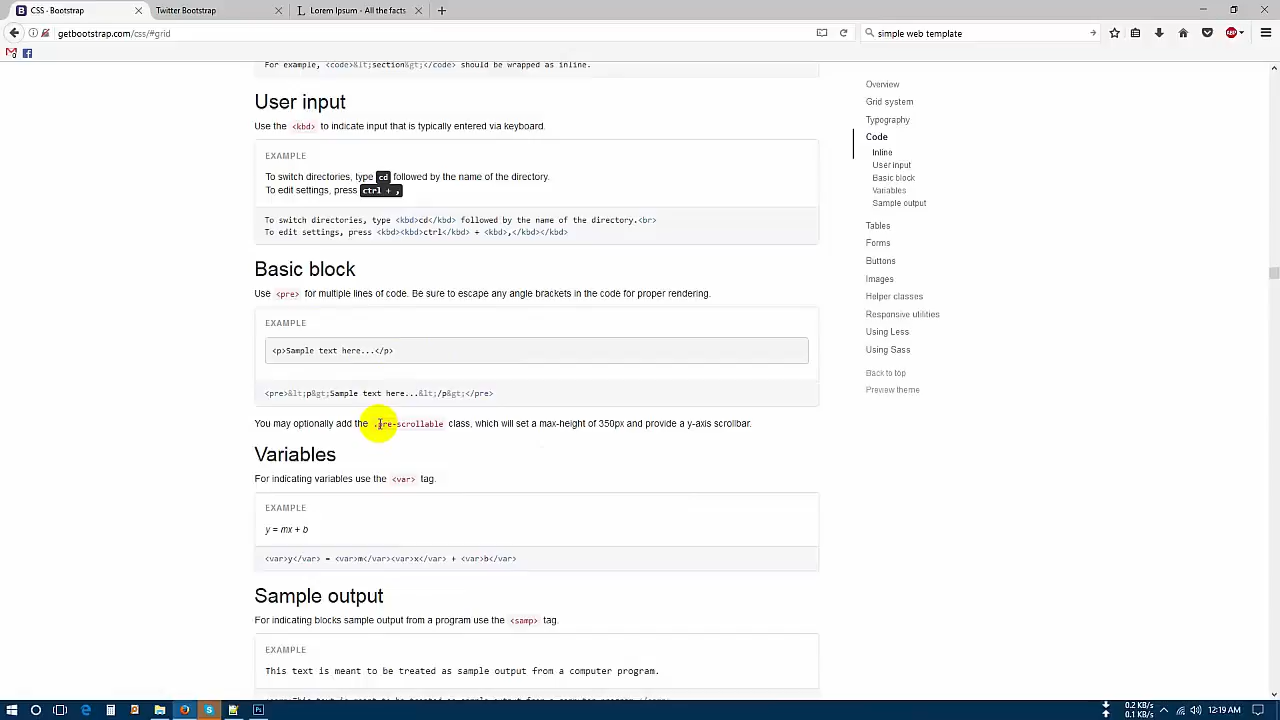 CSS · Bootstrap
Twitter Bootstrap
Lorem Ipsum - All the facts
getbootstrap.com/css/#grid
simple web template
For example, <code>&lt;section&gt;</code> should be wrapped as inline.
User input
Use the <kbd> to indicate input that is typically entered via keyboard.
EXAMPLE
To switch directories, type cd followed by the name of the directory.
To edit settings, press ctrl + ,
To switch directories, type <kbd>cd</kbd> followed by the name of the directory.<br>
To edit settings, press <kbd><kbd>ctrl</kbd> + <kbd>,</kbd></kbd>
Basic block
Use <pre> for multiple lines of code. Be sure to escape any angle brackets in the code for proper rendering.
EXAMPLE
<p>Sample text here...</p>
<pre>&lt;p&gt;Sample text here...&lt;/p&gt;</pre>
You may optionally add the .pre-scrollable class, which will set a max-height of 350px and provide a y-axis scrollbar.
Variables
For indicating variables use the <var> tag.
EXAMPLE
y = mx + b
<var>y</var> = <var>m</var><var>x</var> + <var>b</var>
Sample output
For indicating blocks sample output from a program use the <samp> tag.
EXAMPLE
This text is meant to be treated as sample output from a computer program.
Overview
Grid system
Typography
Code
Inline
User input
Basic block
Variables
Sample output
Tables
Forms
Buttons
Images
Helper classes
Responsive utilities
Using Less
Using Sass
Back to top
Preview theme
0.2 KB/s
0.1 KB/s
12:19 AM